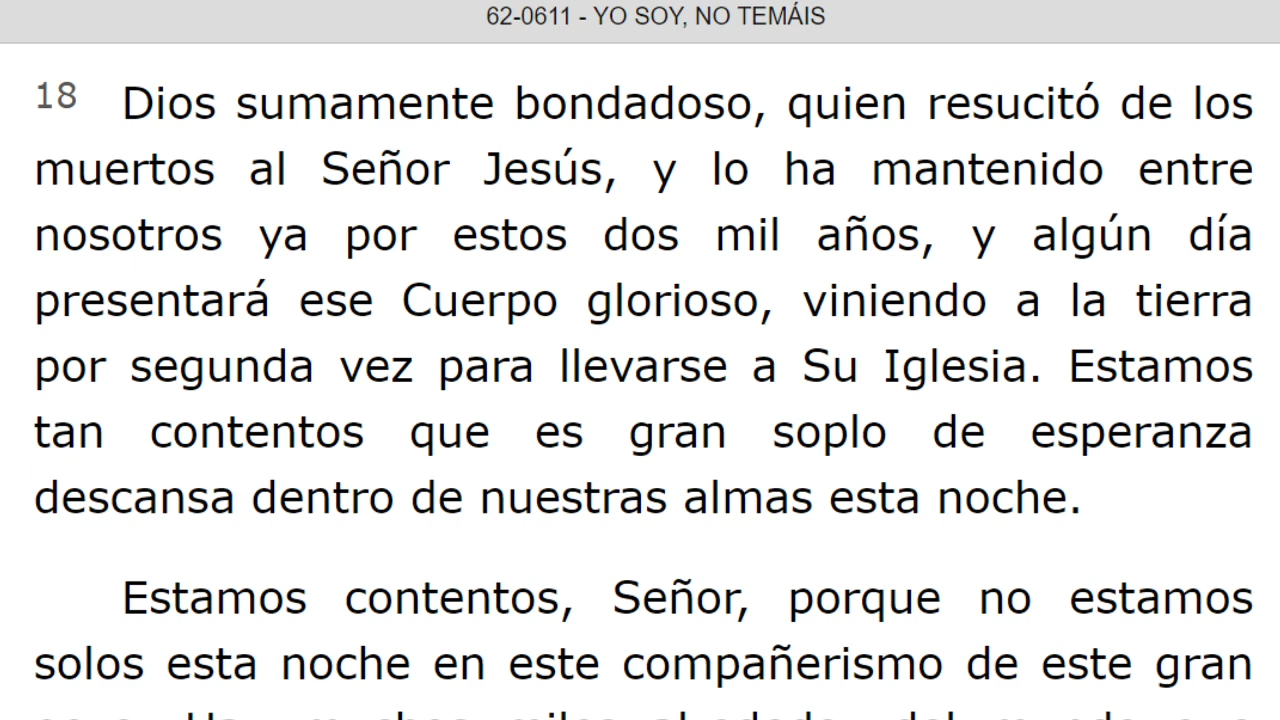 62-0611 - YO SOY, NO TEMÁIS
18 Dios sumamente bondadoso, quien resucitó de los
muertos al Señor Jesús, y lo ha mantenido entre
nosotros ya por estos dos mil años, y algún día
presentará ese Cuerpo glorioso, viniendo a la tierra
por segunda vez para llevarse a Su Iglesia. Estamos
tan contentos que es gran soplo de esperanza
descansa dentro de nuestras almas esta noche.
Estamos contentos, Señor, porque no estamos
solos esta noche en este compañerismo de este gran